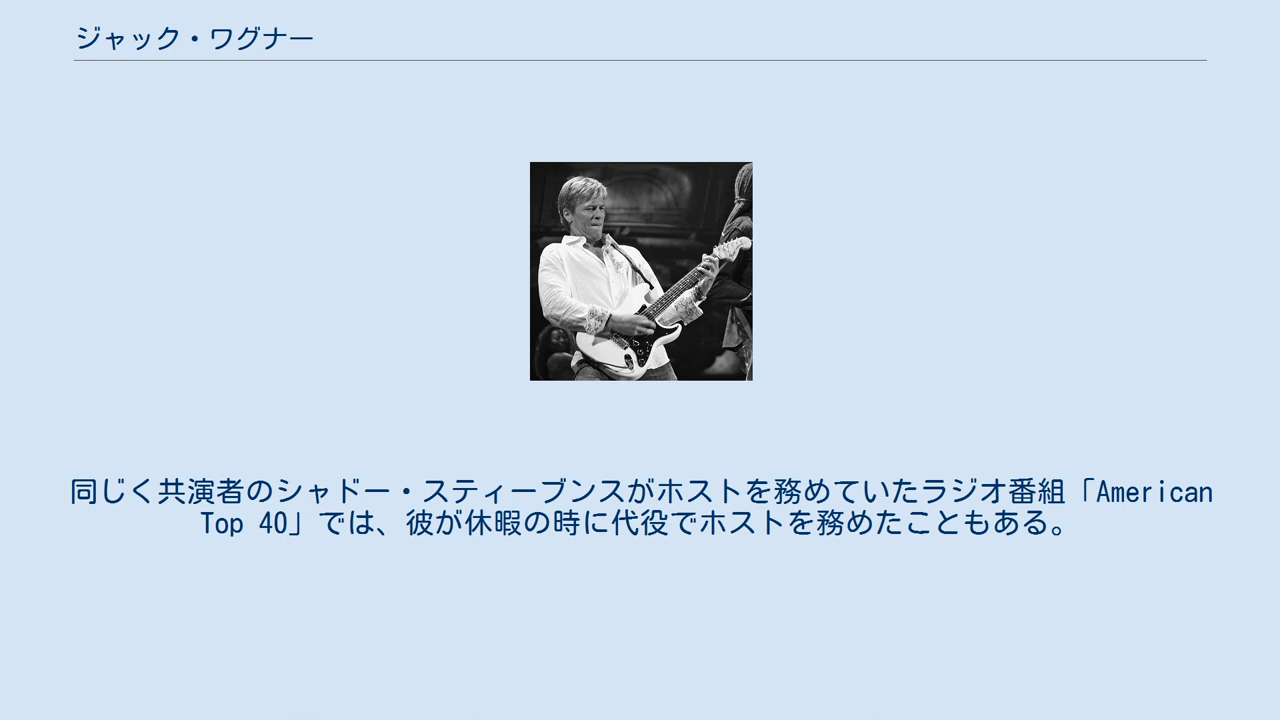 ジャック・ワグナー
同じく共演者のシャドー・スティーブンスがホストを務めていたラジオ番組「American
Top 40」では、彼が休暇の時に代役でホストを務めたこともある。